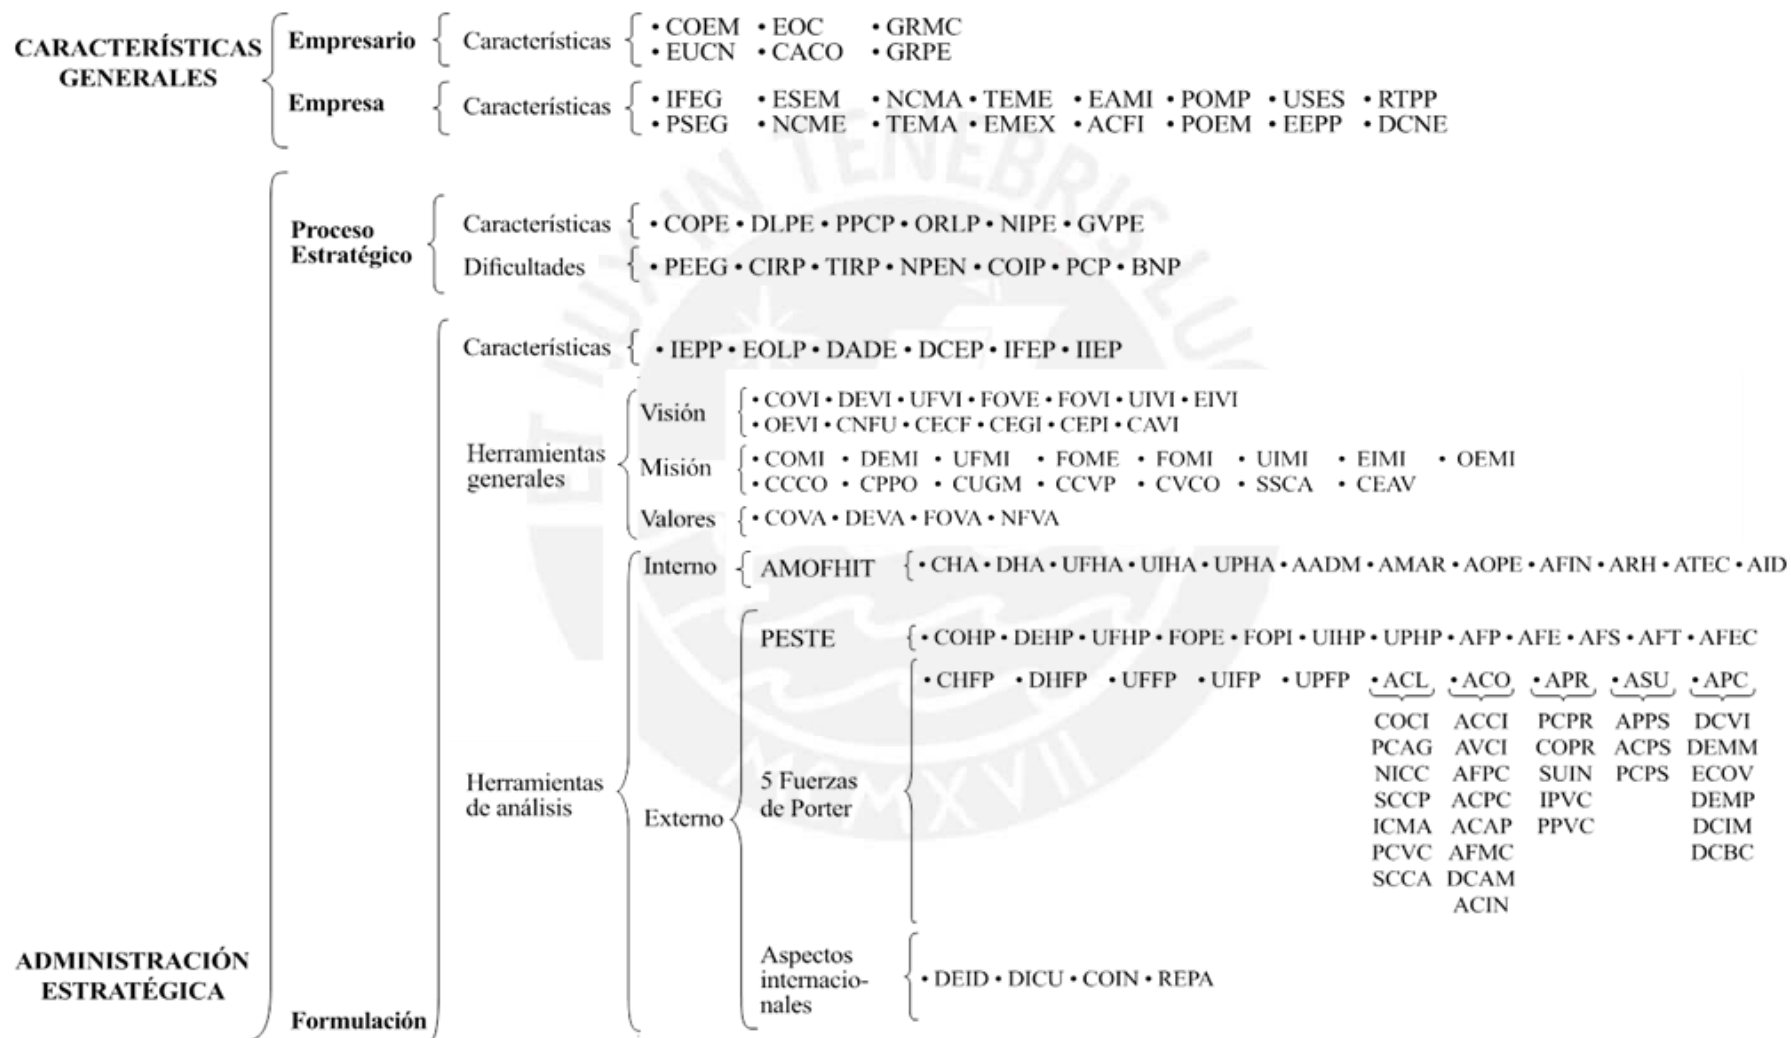 CARACTERÍSTICAS
GENERALES
Empresario
Características
• COEM • EOC • GRMC
• EUCN • CACO • GRPE
Empresa
Características
• IFEG • ESEM • NCMA • TEME • EAMI • POMP • USES • RTPP
• PSEG • NCME • TEMA • EMEX • ACFI • POEM • EEPP • DCNE
Proceso
Estratégico
Características
• COPE • DLPE • PPCP • ORLP • NIPE • GVPE
Dificultades
• PEEG • CIRP • TIRP • NPEN • COIP • PCP • BNP
Características
• IEPP • EOLP • DADE • DCEP • IFEP • IIEP
Herramientas
generales
Visión
• COVI • DEVI • UFVI • FOVE • FOVI • UIVI • EIVI
• OEVI • CNFU • CECF • CEGI • CEPI • CAVI
Misión
• COMI • DEMI • UFMI • FOME • FOMI • UIMI • EIMI • OEMI
• CCCO • CPPO • CUGM • CCVP • CVCO • SSCA • CEAV
Valores
• COVA • DEVA • FOVA • NFVA
Herramientas
de análisis
Interno
AMOFHIT
• CHA • DHA • UFHA • UIHA • UPHA • AADM • AMAR • AOPE • AFIN • ARH • ATEC • AID
Externo
PESTE
• COHP • DEHP • UFHP • FOPE • FOPI • UIHP • UPHP • AFP • AFE • AFS • AFT • AFEC
5 Fuerzas
de Porter
• CHFP • DHFP • UFFP • UIFP • UPFP • ACL • ACO • APR • ASU • APC
COCI ACCI PCPR APPS DCVI
PCAG AVCI COPR ACPS DEMM
NICC AFPC SUIN PCPS ECOV
SCCP ACPC IPVC DEMP
ICMA ACAP PPVC DCIM
PCVC AFMC DCBC
SCCA DCAM
ACIN
Aspectos
internacio-
nales
• DEID • DICU • COIN • REPA
ADMINISTRACIÓN
ESTRATÉGICA
Formulación
ET LUX IN TENEBRIS LUCET
MCMXVII